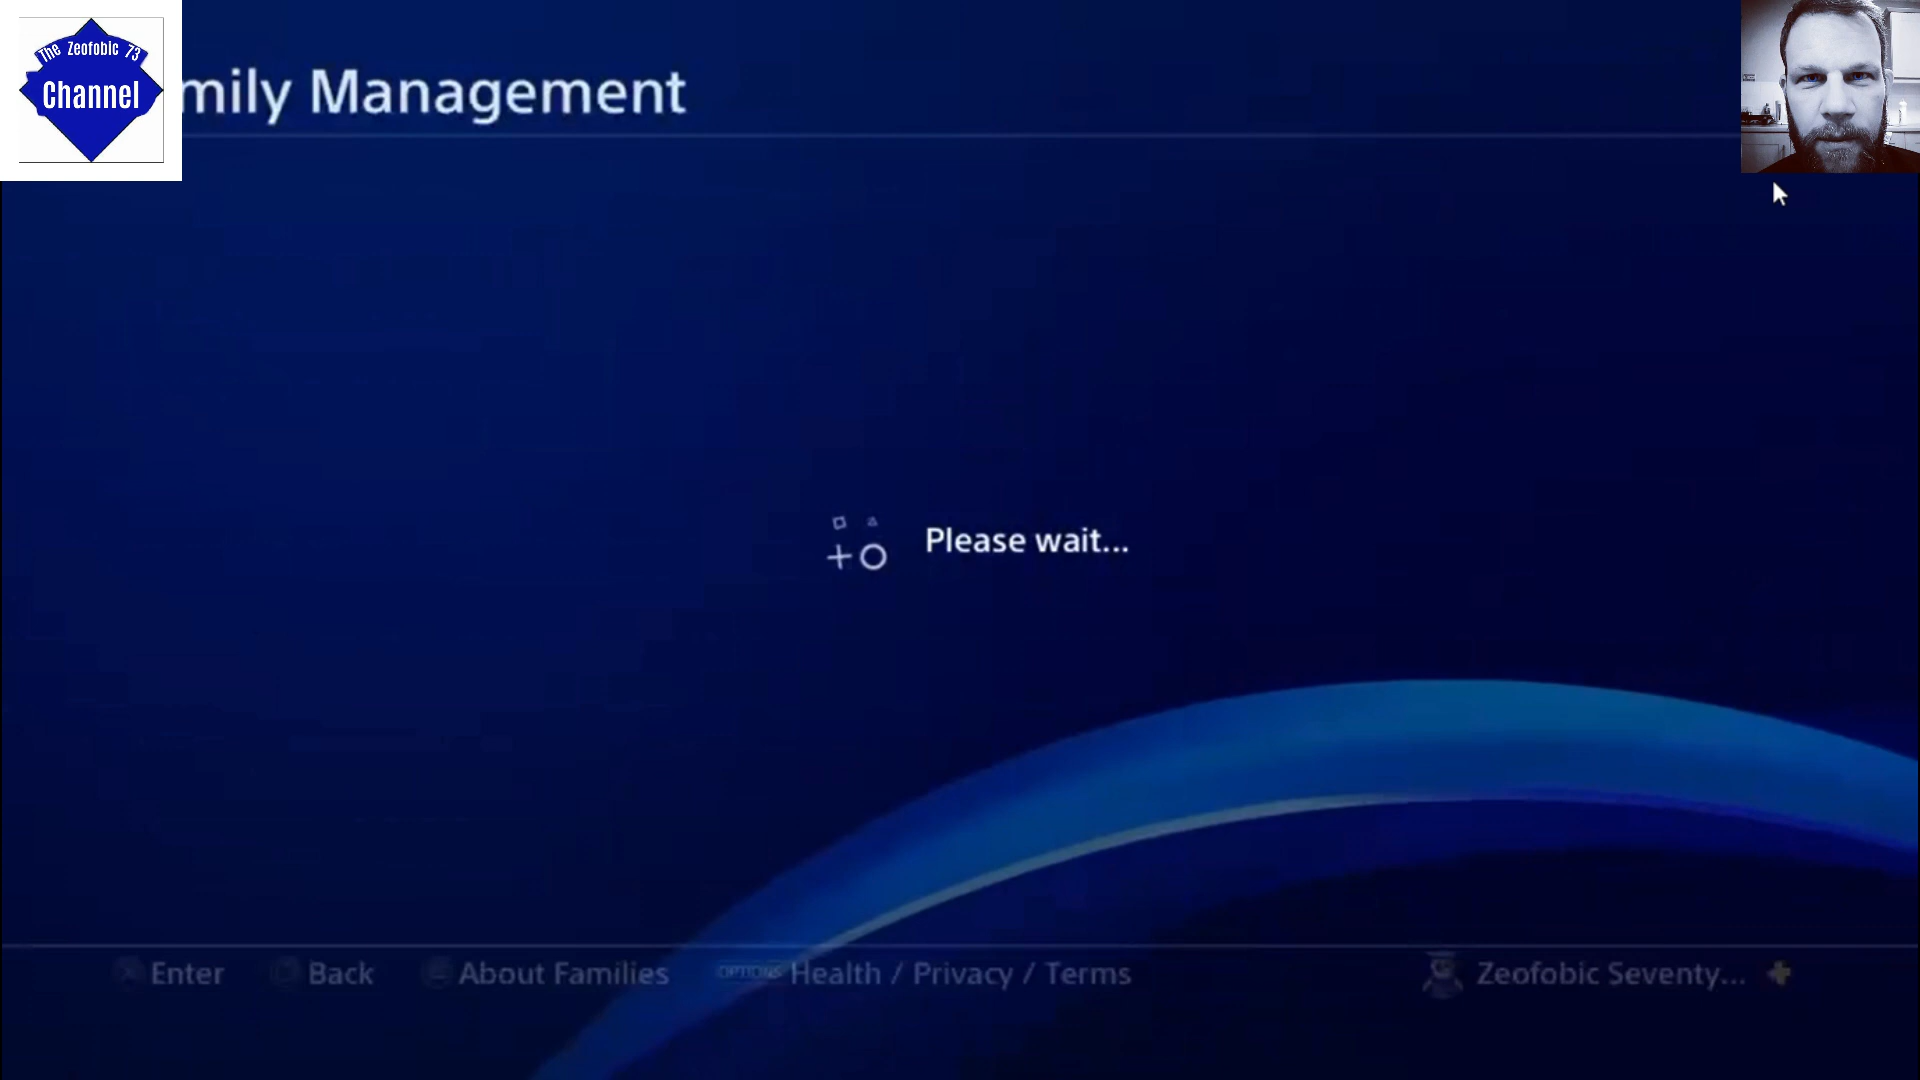 The Zeofobic 73
Channel
mily Management
Please wait...
Enter
Back
About Families
OPTIONS Health / Privacy / Terms
Zeofobic Seventy...